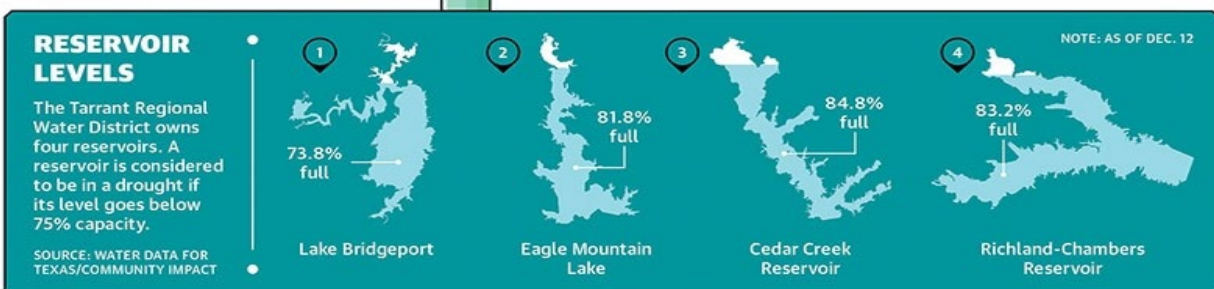 RESERVOIR
LEVELS
The Tarrant Regional
Water District owns
four reservoirs. A
reservoir is considered
to be in a drought if
its level goes below
75% capacity.
SOURCE: WATER DATA FOR
TEXAS/COMMUNITY IMPACT
1
73.8%
full
Lake Bridgeport
2
81.8%
full
Eagle Mountain
Lake
3
84.8%
full
Cedar Creek
Reservoir
4
NOTE: AS OF DEC. 12
83.2%
full
Richland-Chambers
Reservoir